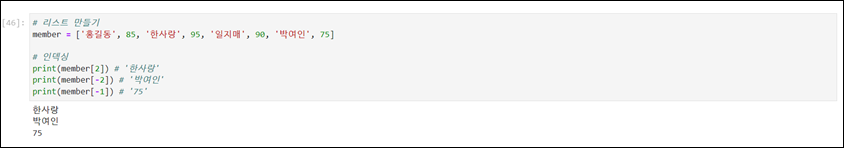 [46]:
# 리스트 만들기
member = ['홍길동', 85, '한사랑', 95, '일지매', 90, '박여인', 75]
# 인덱싱
print(member[2]) # '한사랑'
print(member[-2]) # '박여인'
print(member[-1]) # '75'
한사랑
박여인
75